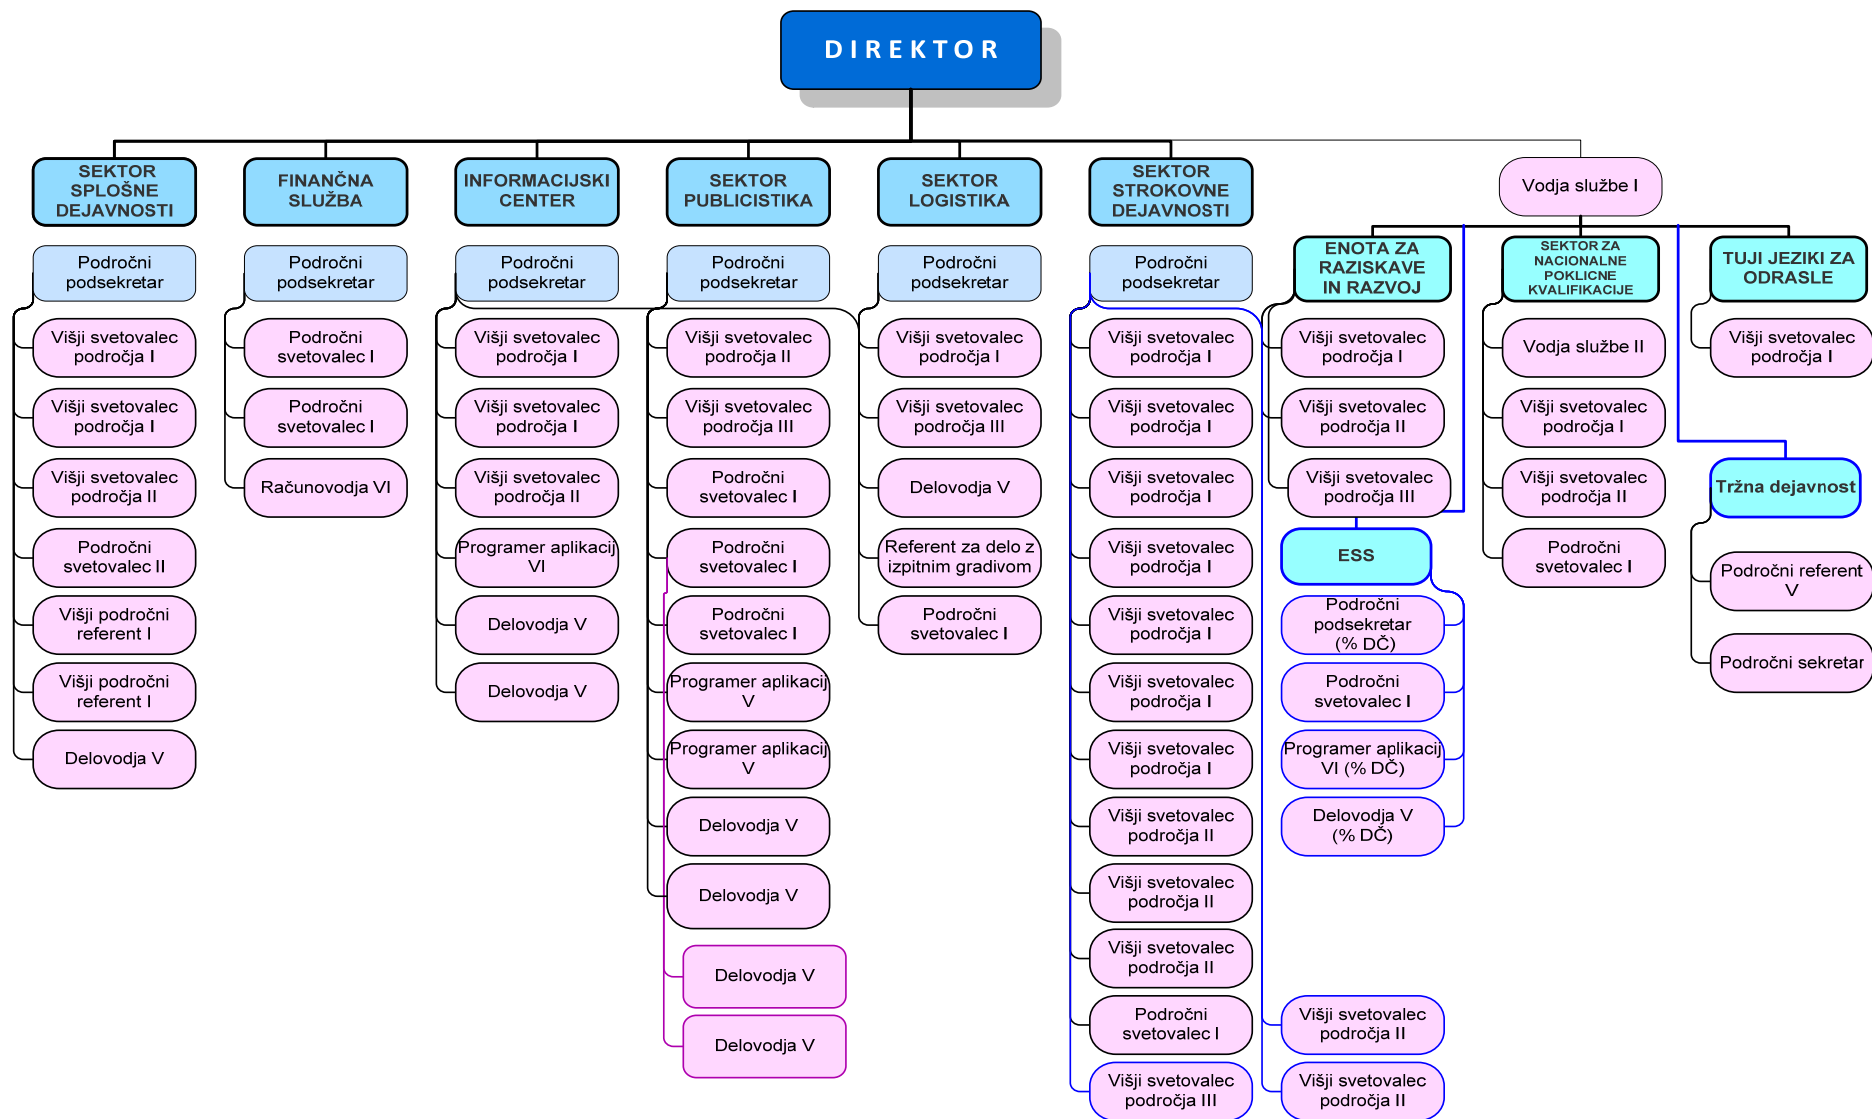 DIREKTOR
SEKTOR
SPLOŠNE
DEJAVNOSTI
Področni
podsekretar
Višji svetovalec
področja I
Višji svetovalec
področja I
Višji svetovalec
področja II
Področni
svetovalec II
Višji področni
referent I
Višji področni
referent I
Delovodja V
FINANČNA
SLUŽBA
Področni
podsekretar
Področni
svetovalec I
Področni
svetovalec I
Računovodja VI
INFORMACIJSKI
CENTER
Področni
podsekretar
Višji svetovalec
področja I
Višji svetovalec
področja I
Višji svetovalec
področja II
Programer aplikacij
VI
Delovodja V
Delovodja V
SEKTOR
PUBLICISTIKA
Področni
podsekretar
Višji svetovalec
področja II
Višji svetovalec
področja III
Področni
svetovalec I
Področni
svetovalec I
Področni
svetovalec I
Programer aplikacij
V
Programer aplikacij
V
Delovodja V
Delovodja V
Delovodja V
Delovodja V
SEKTOR
LOGISTIKA
Področni
podsekretar
Višji svetovalec
področja I
Višji svetovalec
področja III
Delovodja V
Referent za delo z
izpitnim gradivom
Področni
svetovalec I
SEKTOR
STROKOVNE
DEJAVNOSTI
Področni
podsekretar
Višji svetovalec
področja I
Višji svetovalec
področja I
Višji svetovalec
področja I
Višji svetovalec
področja I
Višji svetovalec
področja I
Višji svetovalec
področja I
Višji svetovalec
področja I
Višji svetovalec
področja II
Višji svetovalec
področja II
Višji svetovalec
področja II
Področni
svetovalec I
Višji svetovalec
področja III
Višji svetovalec
področja II
Višji svetovalec
področja II
Vodja službe I
ENOTA ZA
RAZISKAVE
IN RAZVOJ
Višji svetovalec
področja I
Višji svetovalec
področja II
Višji svetovalec
področja III
ESS
Področni
podsekretar
(% DČ)
Področni
svetovalec I
Programer aplikacij
VI (% DČ)
Delovodja V
(% DČ)
SEKTOR ZA
NACIONALNE
POKLICNE
KVALIFIKACIJE
Vodja službe II
Višji svetovalec
področja I
Višji svetovalec
področja II
Področni
svetovalec I
TUJI JEZIKI ZA
ODRASLE
Višji svetovalec
področja I
Tržna dejavnost
Področni referent
V
Področni sekretar